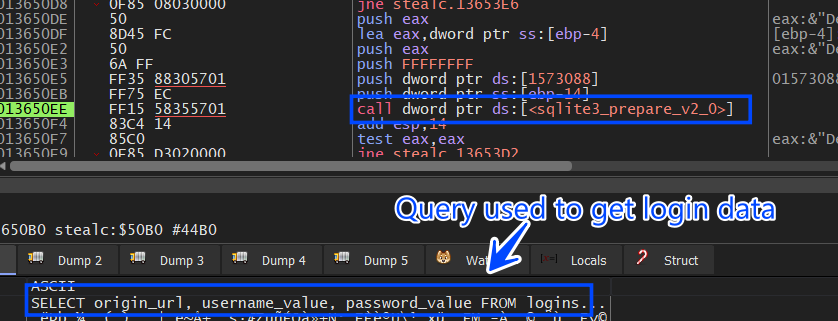 013650D8 0F85 08030000 jne stealc.13653E6
013650DE 50 push eax eax:&"De
013650DF 8D45 FC lea eax,dword ptr ss:[ebp-4] [ebp-4]
013650E2 50 push eax eax:&"De
013650E3 6A FF push FFFFFFFF
013650E5 FF35 88305701 push dword ptr ds:[1573088] 01573088
013650EB FF75 EC push dword ptr ss:[ebp-14]
013650EE FF15 58355701 call dword ptr ds:[<sqlite3_prepare_v2_0>]
013650F4 83C4 14 add esp,14
013650F7 85C0 test eax,eax eax:&"De
013650F9 0F85 D3020000 jne stealc.13653D2
Query used to get login data
3650B0 stealc:$50B0 #44B0
Dump 2 Dump 3 Dump 4 Dump 5 Locals Struct
ASCII
SELECT origin_url, username_value, password_value FROM logins...